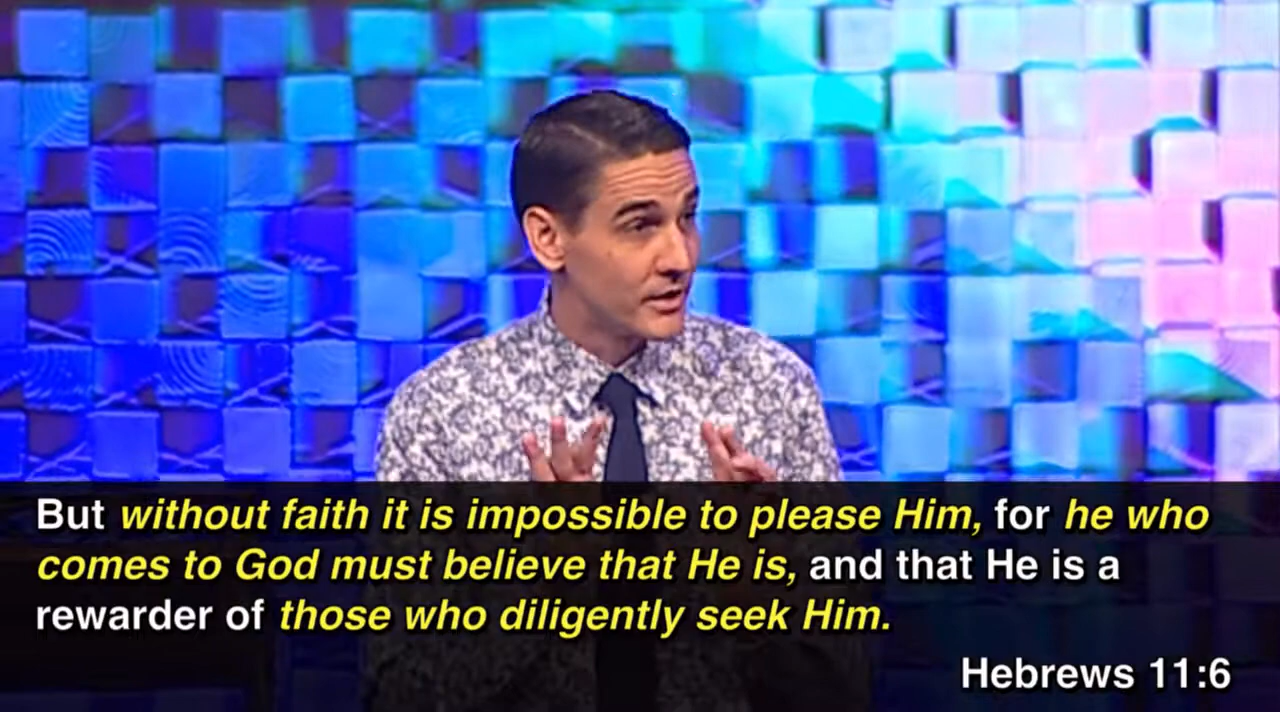 But without faith it is impossible to please Him, for he who
comes to God must believe that He is, and that He is a
rewarder of those who diligently seek Him.
Hebrews 11:6